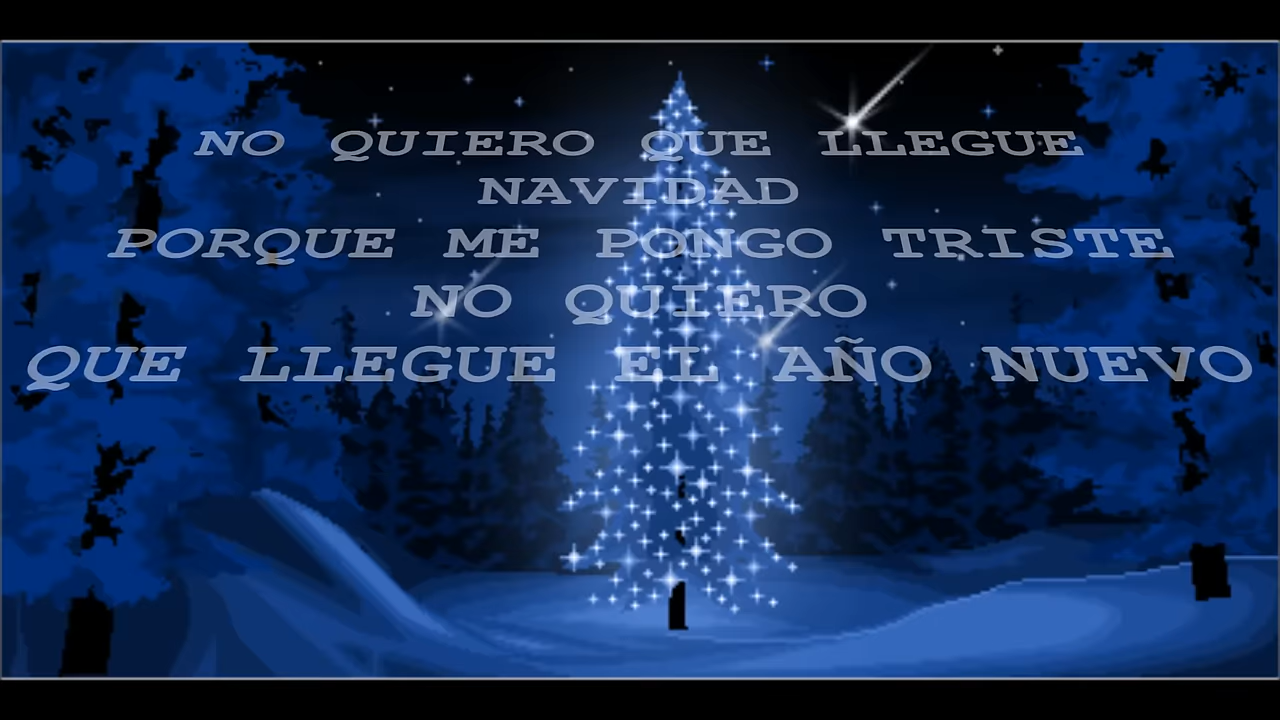 NO QUIERO QUE LLEGUE
NAVIDAD
PORQUE ME PONGO TRISTE
NO QUIERO
QUE LLEGUE EL AÑO NUEVO